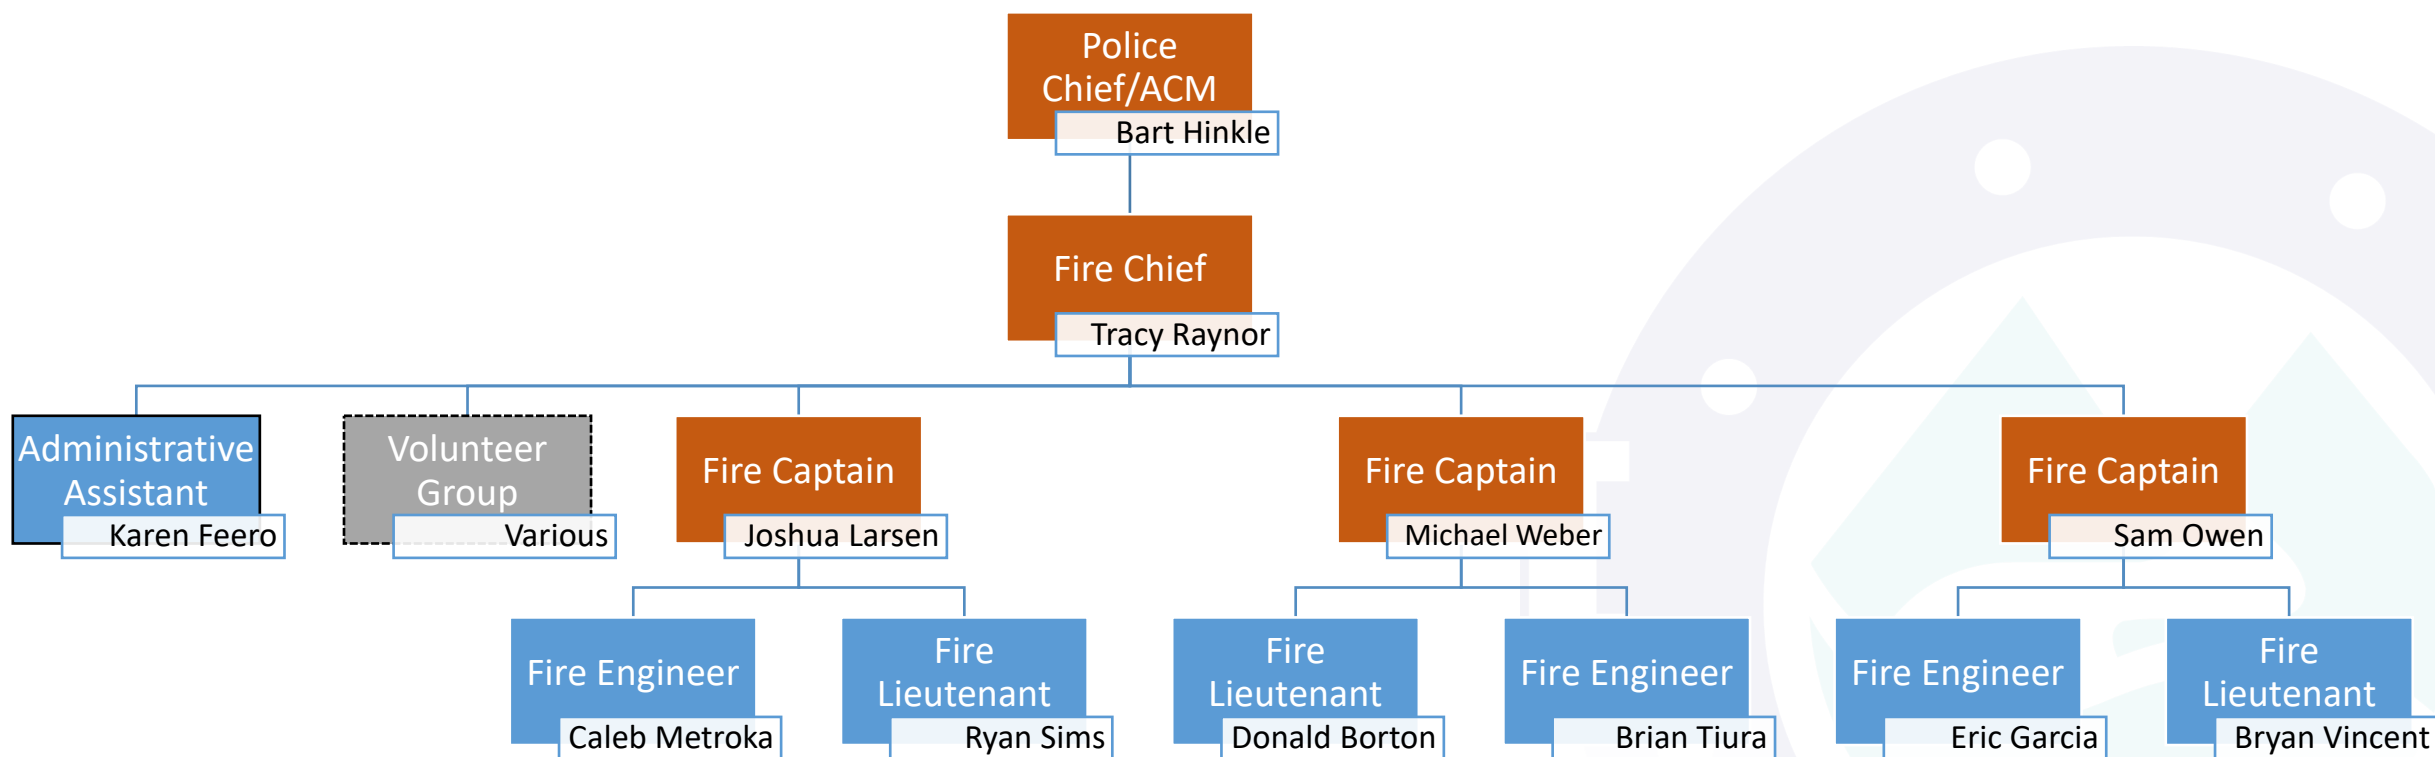 Police
Chief/ACM
Bart Hinkle
Fire Chief
Tracy Raynor
Administrative
Assistant
Karen Feero
Volunteer
Group
Various
Fire Captain
Joshua Larsen
Fire Captain
Michael Weber
Fire Captain
Sam Owen
Fire Engineer
Caleb Metroka
Fire
Lieutenant
Ryan Sims
Fire
Lieutenant
Donald Borton
Fire Engineer
Brian Tiura
Fire Engineer
Eric Garcia
Fire
Lieutenant
Bryan Vincent